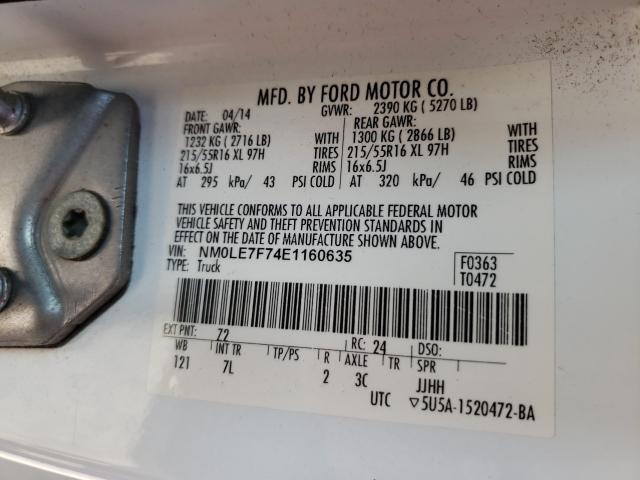 MFD. BY FORD MOTOR CO.
DATE: 04/14 GVWR: 2390 KG ( 5270 LB)
FRONT GAWR: REAR GAWR:
1232 KG ( 2716 LB) WITH 1300 KG ( 2866 LB) WITH
215/55R16 XL 97H TIRES 215/55R16 XL 97H TIRES
16x6.5J RIMS 16x6.5J RIMS
AT 295 kPa/ 43 PSI COLD AT 320 kPa/ 46 PSI COLD
THIS VEHICLE CONFORMS TO ALL APPLICABLE FEDERAL MOTOR
VEHICLE SAFETY AND THEFT PREVENTION STANDARDS IN
EFFECT ON THE DATE OF MANUFACTURE SHOWN ABOVE.
VIN: NM0LE7F74E1160635 F0363
TYPE: Truck T0472
EXT PNT: Z2 RC: 24 DSO:
WB INT TR TP/PS R AXLE TR SPR
121 7L 2 3C JJHH
UTC ▽5U5A-1520472-BA